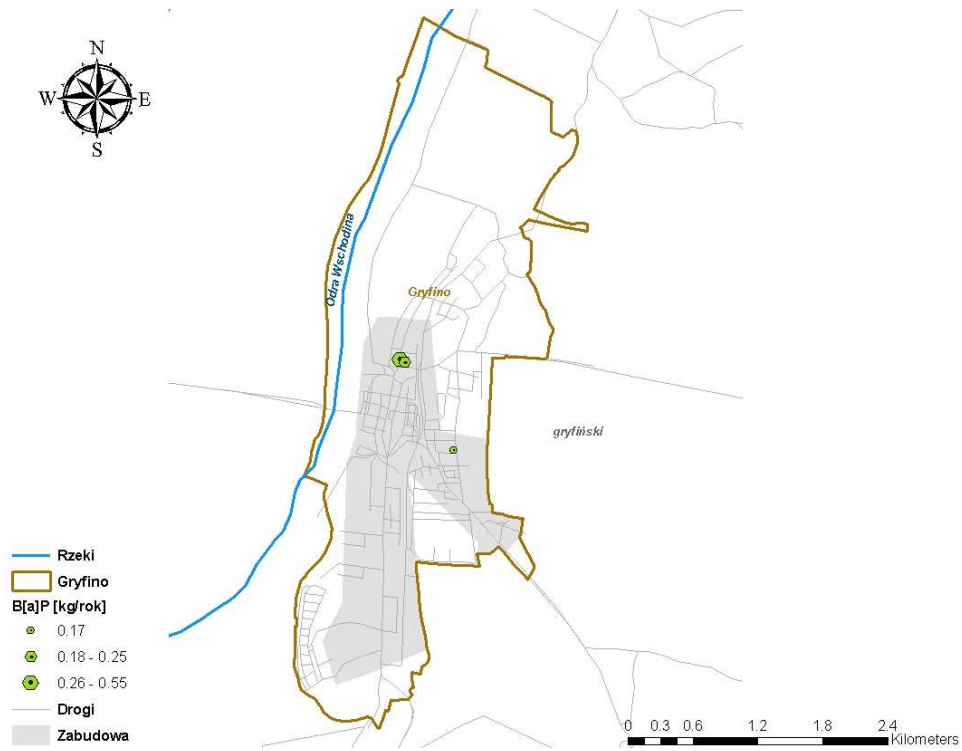 N
W E
S
Odra Wschodnia
Gryfino
gryfiński
Rzeki
Gryfino
B[a]P [kg/rok]
0.17
0.18 - 0.25
0.26 - 0.55
Drogi
Zabudowa
0 0.3 0.6 1.2 1.8 2.4
Kilometers